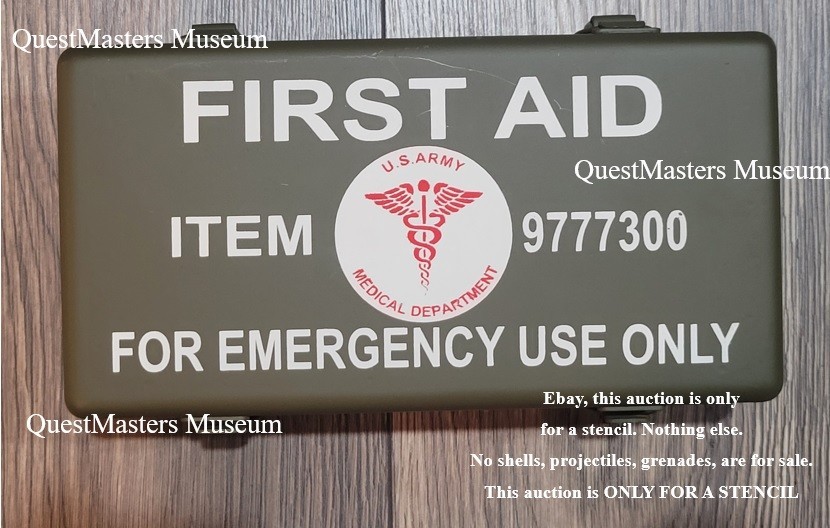 QuestMasters Museum
FIRST AID
U.S.ARMY
QuestMasters Museum
ITEM 9777300
MEDICAL DEPARTMENT
FOR EMERGENCY USE ONLY
Ebay, this auction is only
QuestMasters Museum
for a stencil. Nothing else.
No shells, projectiles, grenades, are for sale.
This auction is ONLY FOR A STENCIL